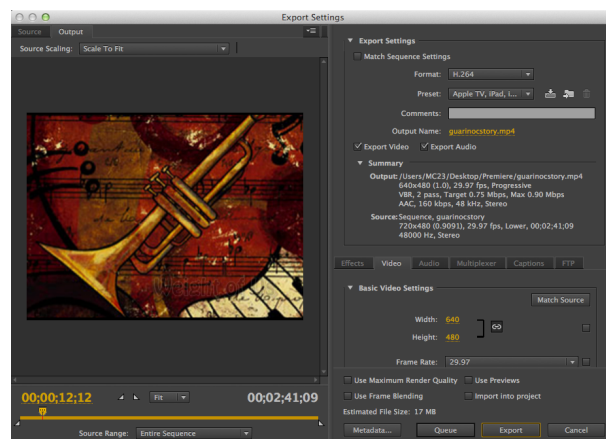 Export Settings
Source Output
Source Scaling: Scale To Fit
Export Settings
Match Sequence Settings
Format: H.264
Preset: Apple TV, iPad, i...
Comments:
Output Name: guarinocstory.mp4
Export Video Export Audio
Summary
Output: /Users/MC23/Desktop/Premiere/guarinocstory.mp4
640x480 (1.0), 29.97 fps, Progressive
VBR, 2 pass, Target 0.75 Mbps, Max 0.90 Mbps
AAC, 160 kbps, 48 kHz, Stereo
Source: Sequence, guarinocstory
720x480 (0.9091), 29.97 fps, Lower, 00;02;41;09
48000 Hz, Stereo
Effects Video Audio Multiplexer Captions FTP
Basic Video Settings
Match Source
Width: 640
Height: 480
Frame Rate: 29.97
Use Maximum Render Quality Use Previews
Use Frame Blending Import into project
Estimated File Size: 17 MB
Metadata... Queue Export Cancel
00;00;12;12 Fit 00;02;41;09
Source Range: Entire Sequence